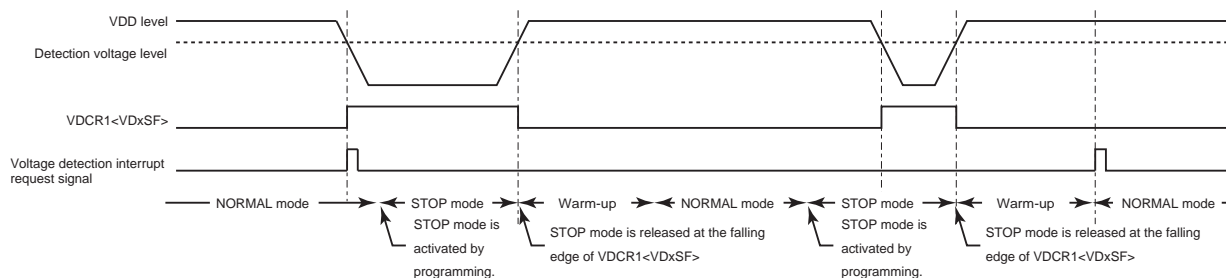 VDD level
Detection voltage level
VDCR1<VDxSF>
Voltage detection interrupt
request signal
NORMAL mode STOP mode Warm-up NORMAL mode STOP mode Warm-up NORMAL mode
STOP mode is
activated by
programming.
STOP mode is released at the falling
edge of VDCR1<VDxSF>
STOP mode is
activated by
programming.
STOP mode is released at the falling
edge of VDCR1<VDxSF>